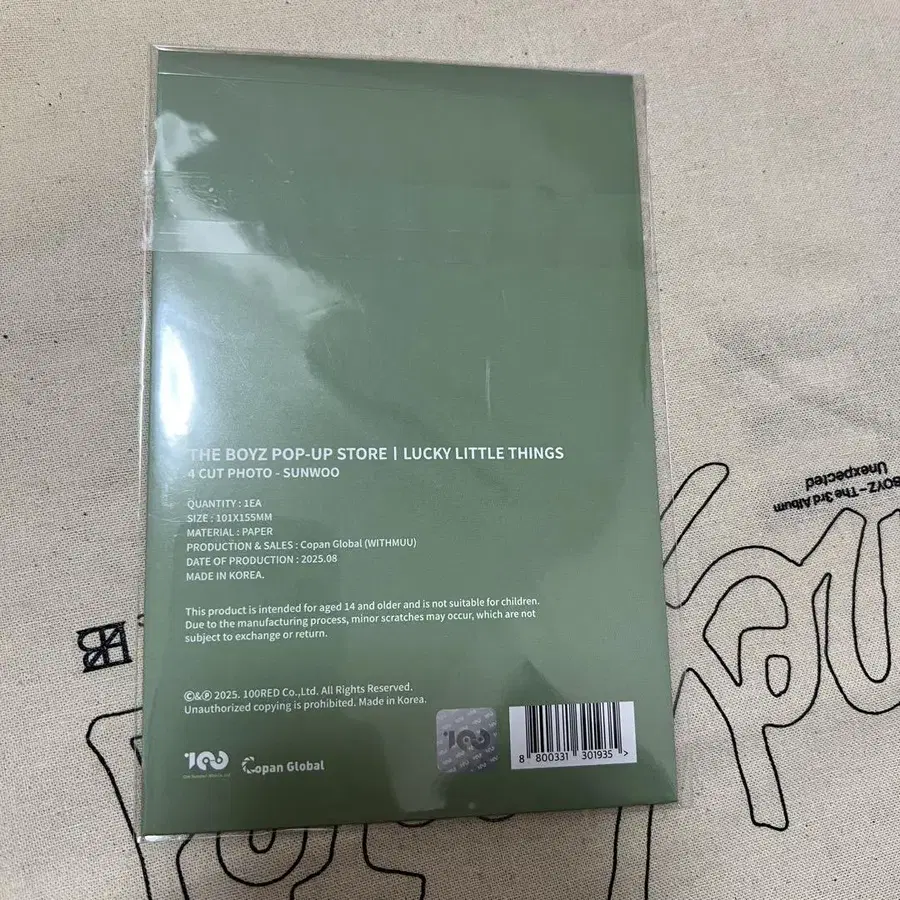 THE BOYZ POP-UP STORE | LUCKY LITTLE THINGS
4 CUT PHOTO - SUNWOO
QUANTITY : 1EA
SIZE : 101X155MM
MATERIAL : PAPER
PRODUCTION & SALES : Copan Global (WITHMUU)
DATE OF PRODUCTION : 2025.08
MADE IN KOREA.
This product is intended for aged 14 and older and is not suitable for children.
Due to the manufacturing process, minor scratches may occur, which are not
subject to exchange or return.
©&℗ 2025. 100RED Co.,Ltd. All Rights Reserved.
Unauthorized copying is prohibited. Made in Korea.
Copan Global
8 800331 301935 >
BOYZ – The 3rd Album
Unexpected